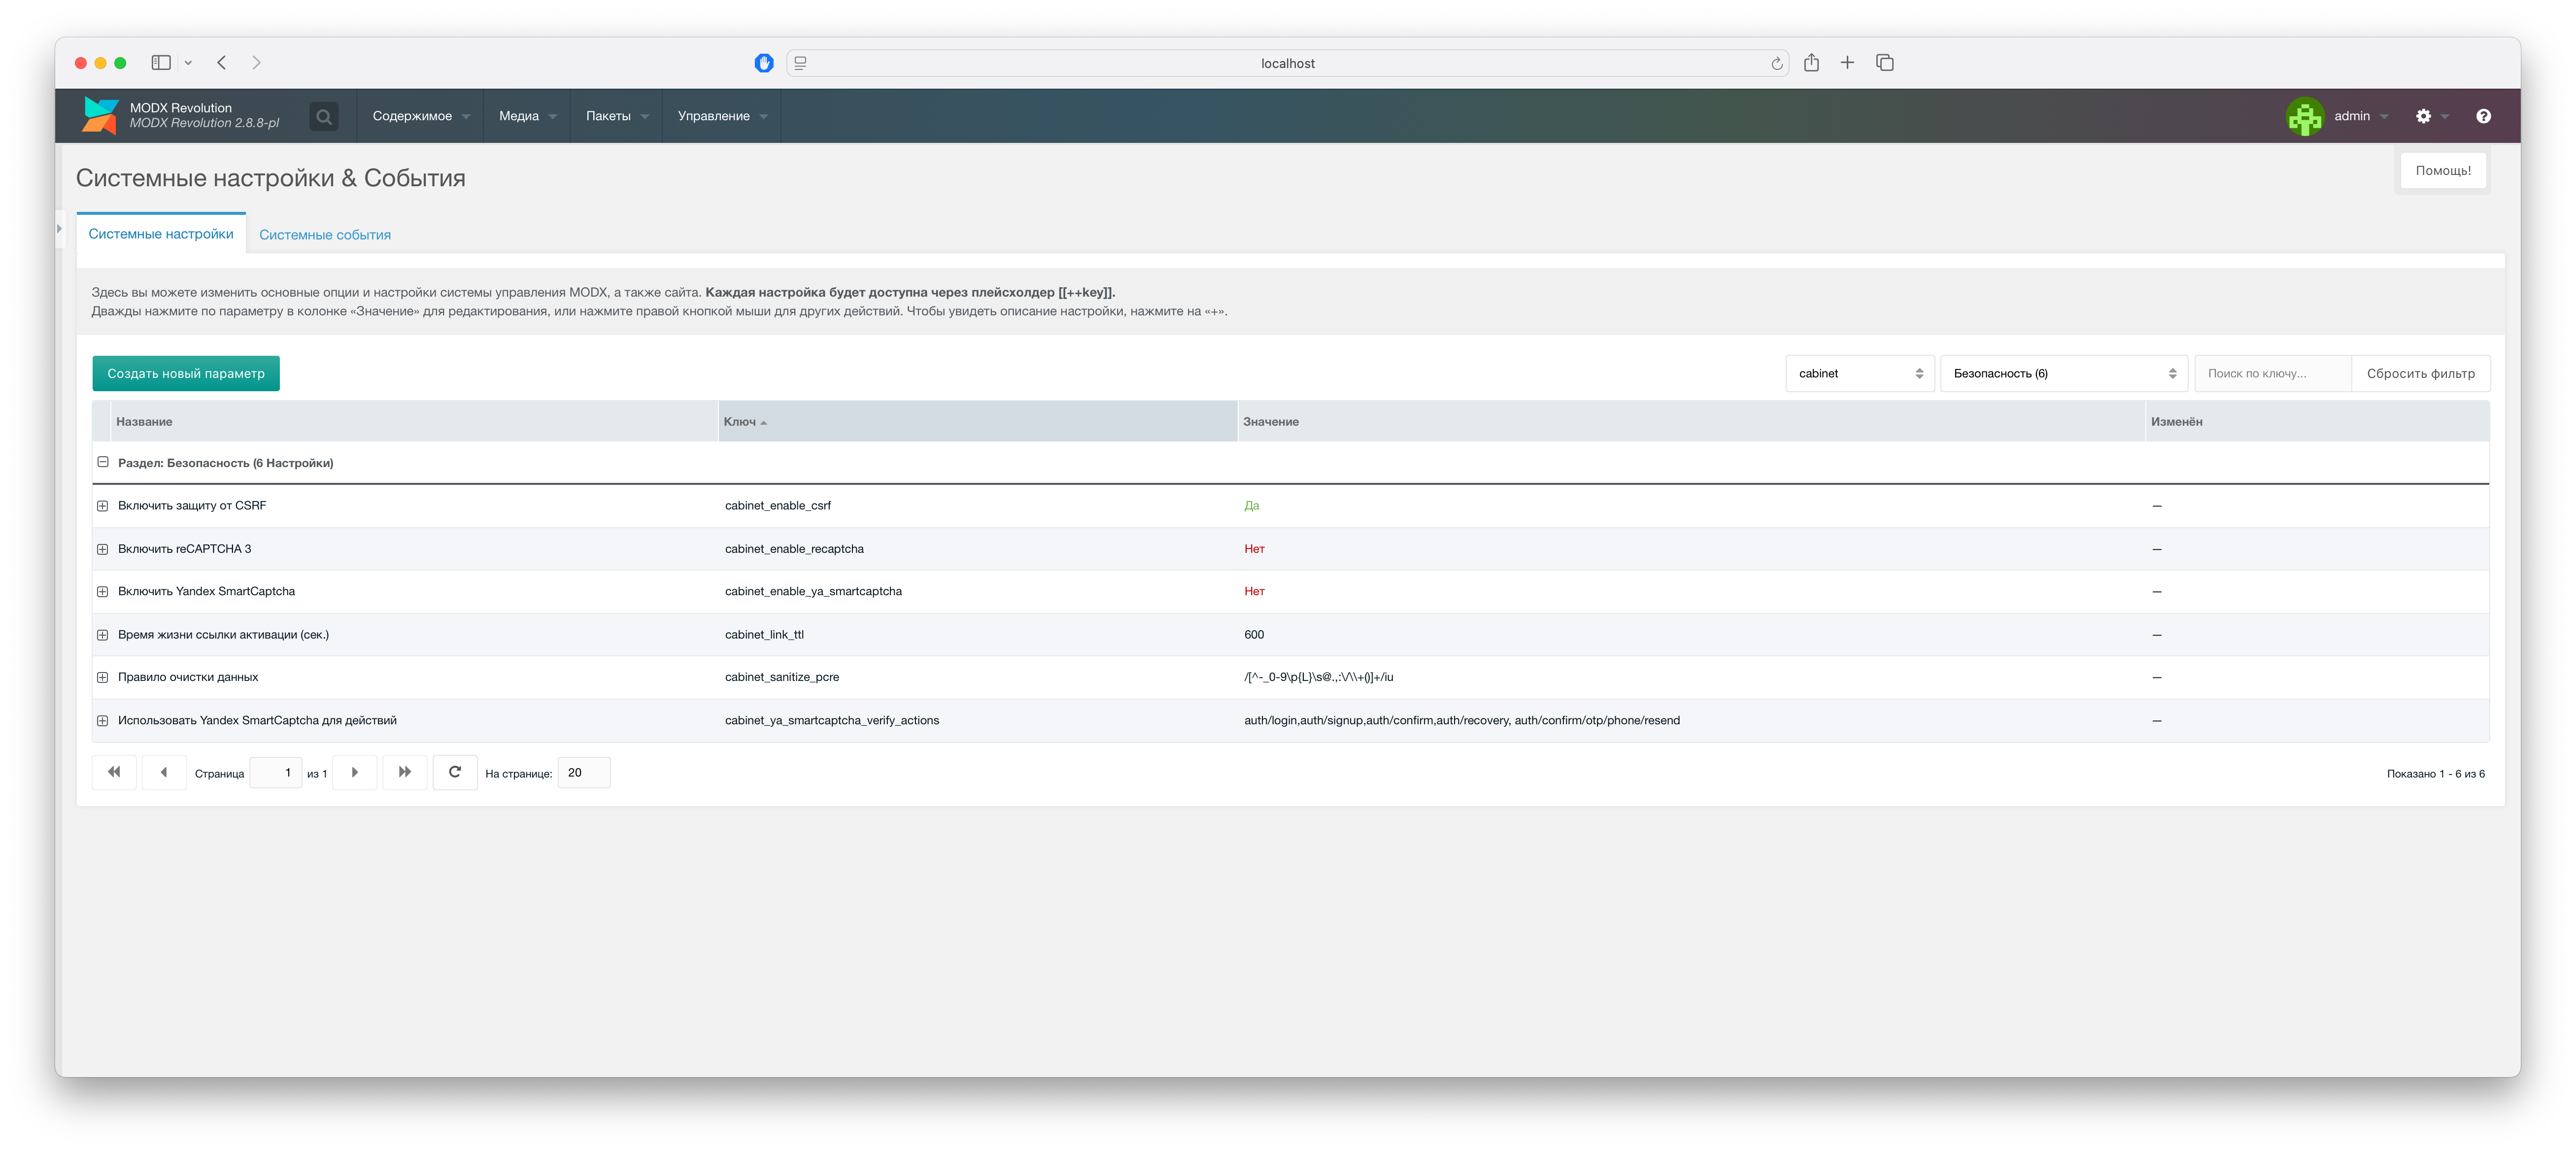 localhost
MODX Revolution
MODX Revolution 2.8.8-pl
Содержимое Медиа Пакеты Управление admin
Системные настройки & События Помощь!
Системные настройки Системные события
Здесь вы можете изменить основные опции и настройки системы управления MODX, а также сайта. Каждая настройка будет доступна через плейсхолдер [[++key]].
Дважды нажмите по параметру в колонке «Значение» для редактирования, или нажмите правой кнопкой мыши для других действий. Чтобы увидеть описание настройки, нажмите на «+».
Создать новый параметр cabinet Безопасность (6) Поиск по ключу... Сбросить фильтр
Название Ключ Значение Изменён
Раздел: Безопасность (6 Настройки)
Включить защиту от CSRF cabinet_enable_csrf Да —
Включить reCAPTCHA 3 cabinet_enable_recaptcha Нет —
Включить Yandex SmartCaptcha cabinet_enable_ya_smartcaptcha Нет —
Время жизни ссылки активации (сек.) cabinet_link_ttl 600 —
Правило очистки данных cabinet_sanitize_pcre /[^-_0-9\p{L}\s@.,:\/\\+()]+/iu —
Использовать Yandex SmartCaptcha для действий cabinet_ya_smartcaptcha_verify_actions auth/login,auth/signup,auth/confirm,auth/recovery, auth/confirm/otp/phone/resend —
Страница 1 из 1 На странице: 20 Показано 1 - 6 из 6